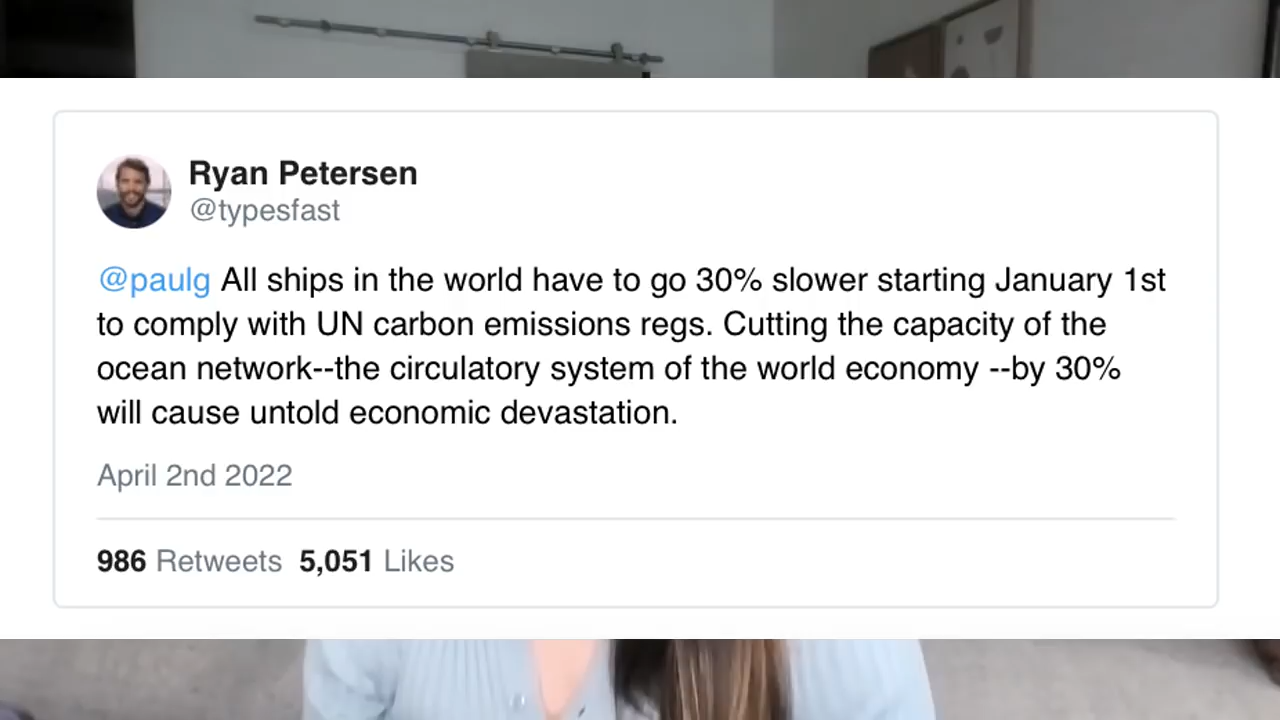 Ryan Petersen
@typesfast
@paulg All ships in the world have to go 30% slower starting January 1st
to comply with UN carbon emissions regs. Cutting the capacity of the
ocean network--the circulatory system of the world economy --by 30%
will cause untold economic devastation.
April 2nd 2022
986 Retweets 5,051 Likes